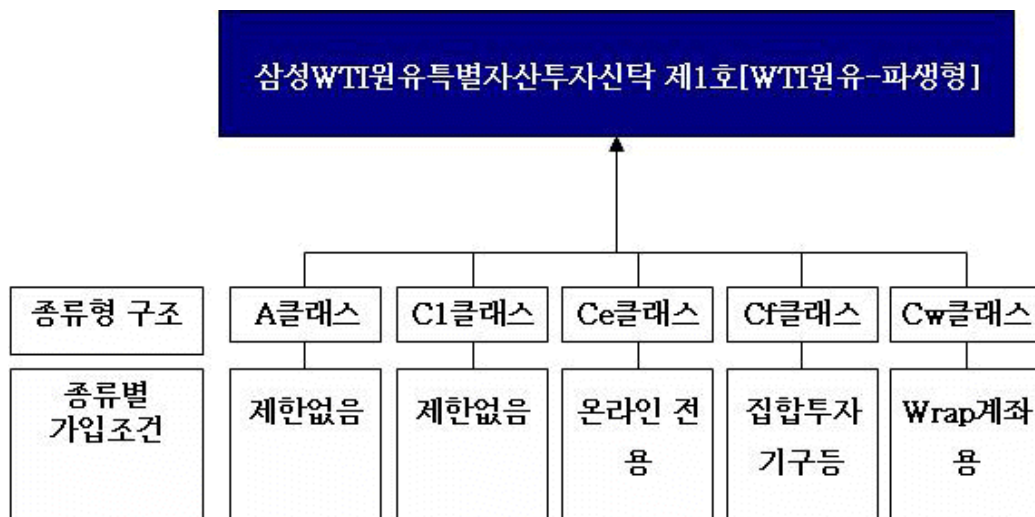 삼성WTI원유특별자산투자신탁 제1호[WTI원유-파생형]
종류형 구조
A클래스
C1클래스
Ce클래스
Cf클래스
Cw클래스
종류별
가입조건
제한없음
제한없음
온라인 전
용
집합투자
기구등
Wrap계좌
용